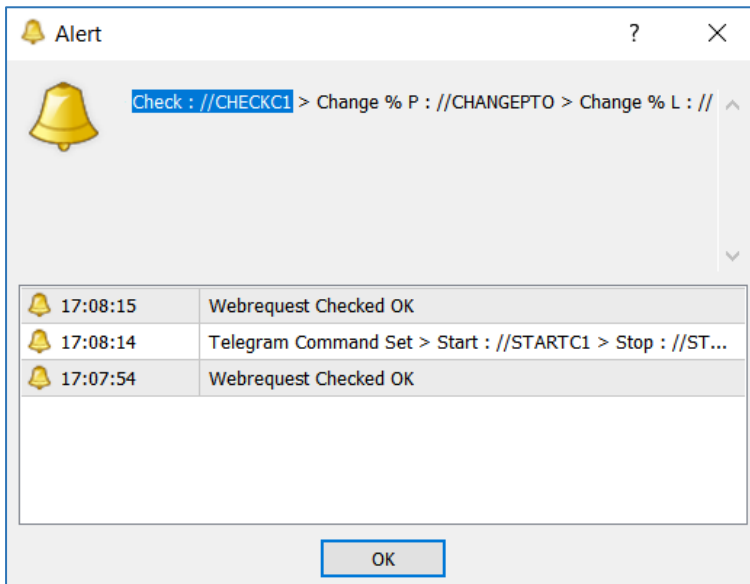 Alert ?
Check : //CHECKC1 > Change % P : //CHANGEPTO > Change % L : //
17:08:15 Webrequest Checked OK
17:08:14 Telegram Command Set > Start : //STARTC1 > Stop : //ST...
17:07:54 Webrequest Checked OK
OK